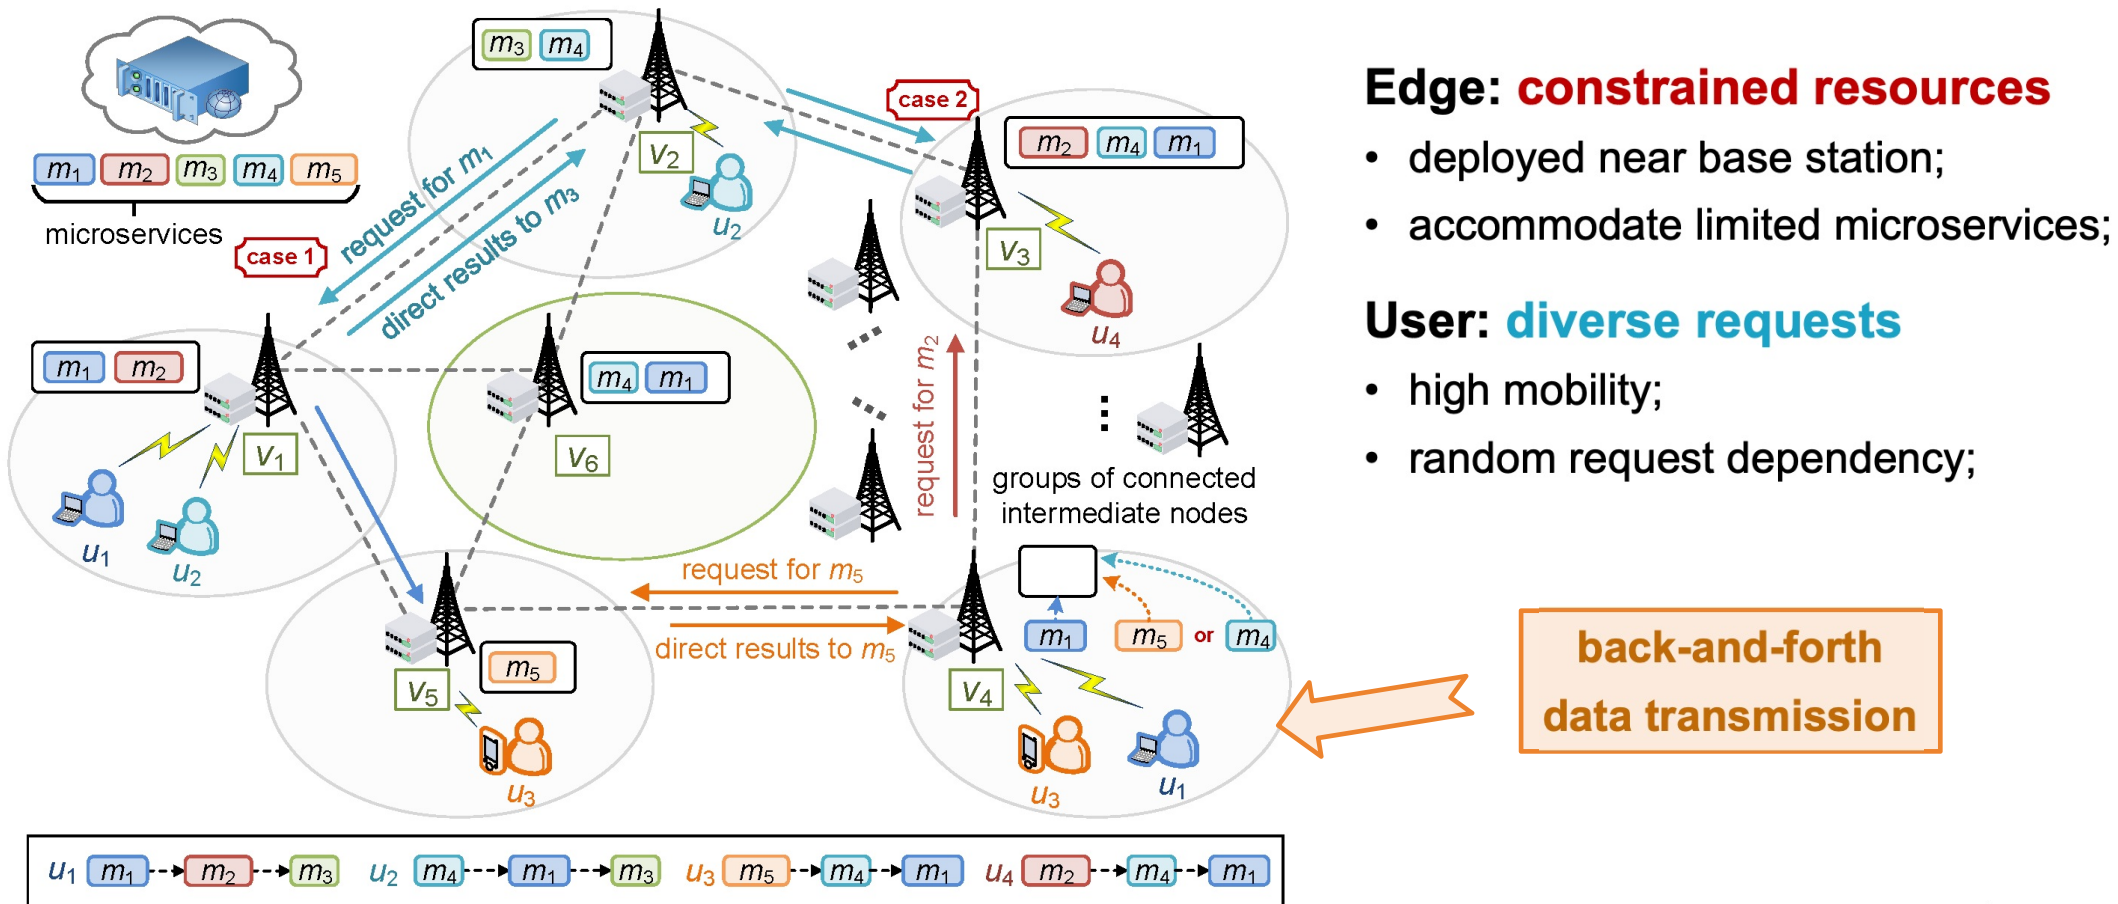 m3 m4
case 2
m2 m4 m1
v2
u2
m1 m2 m3 m4 m5
microservices
case 1
request for m1
direct results to m3
v3
u4
m1 m2
v1
u1
u2
m4 m1
v6
request for m2
groups of connected
intermediate nodes
request for m5
direct results to m5
m5
v5
u3
m1 m5 or m4
v4
u3
u1
u1 m1 m2 m3 u2 m4 m1 m3 u3 m5 m4 m1 u4 m2 m4 m1
Edge: constrained resources
• deployed near base station;
• accommodate limited microservices;
User: diverse requests
• high mobility;
• random request dependency;
back-and-forth
data transmission